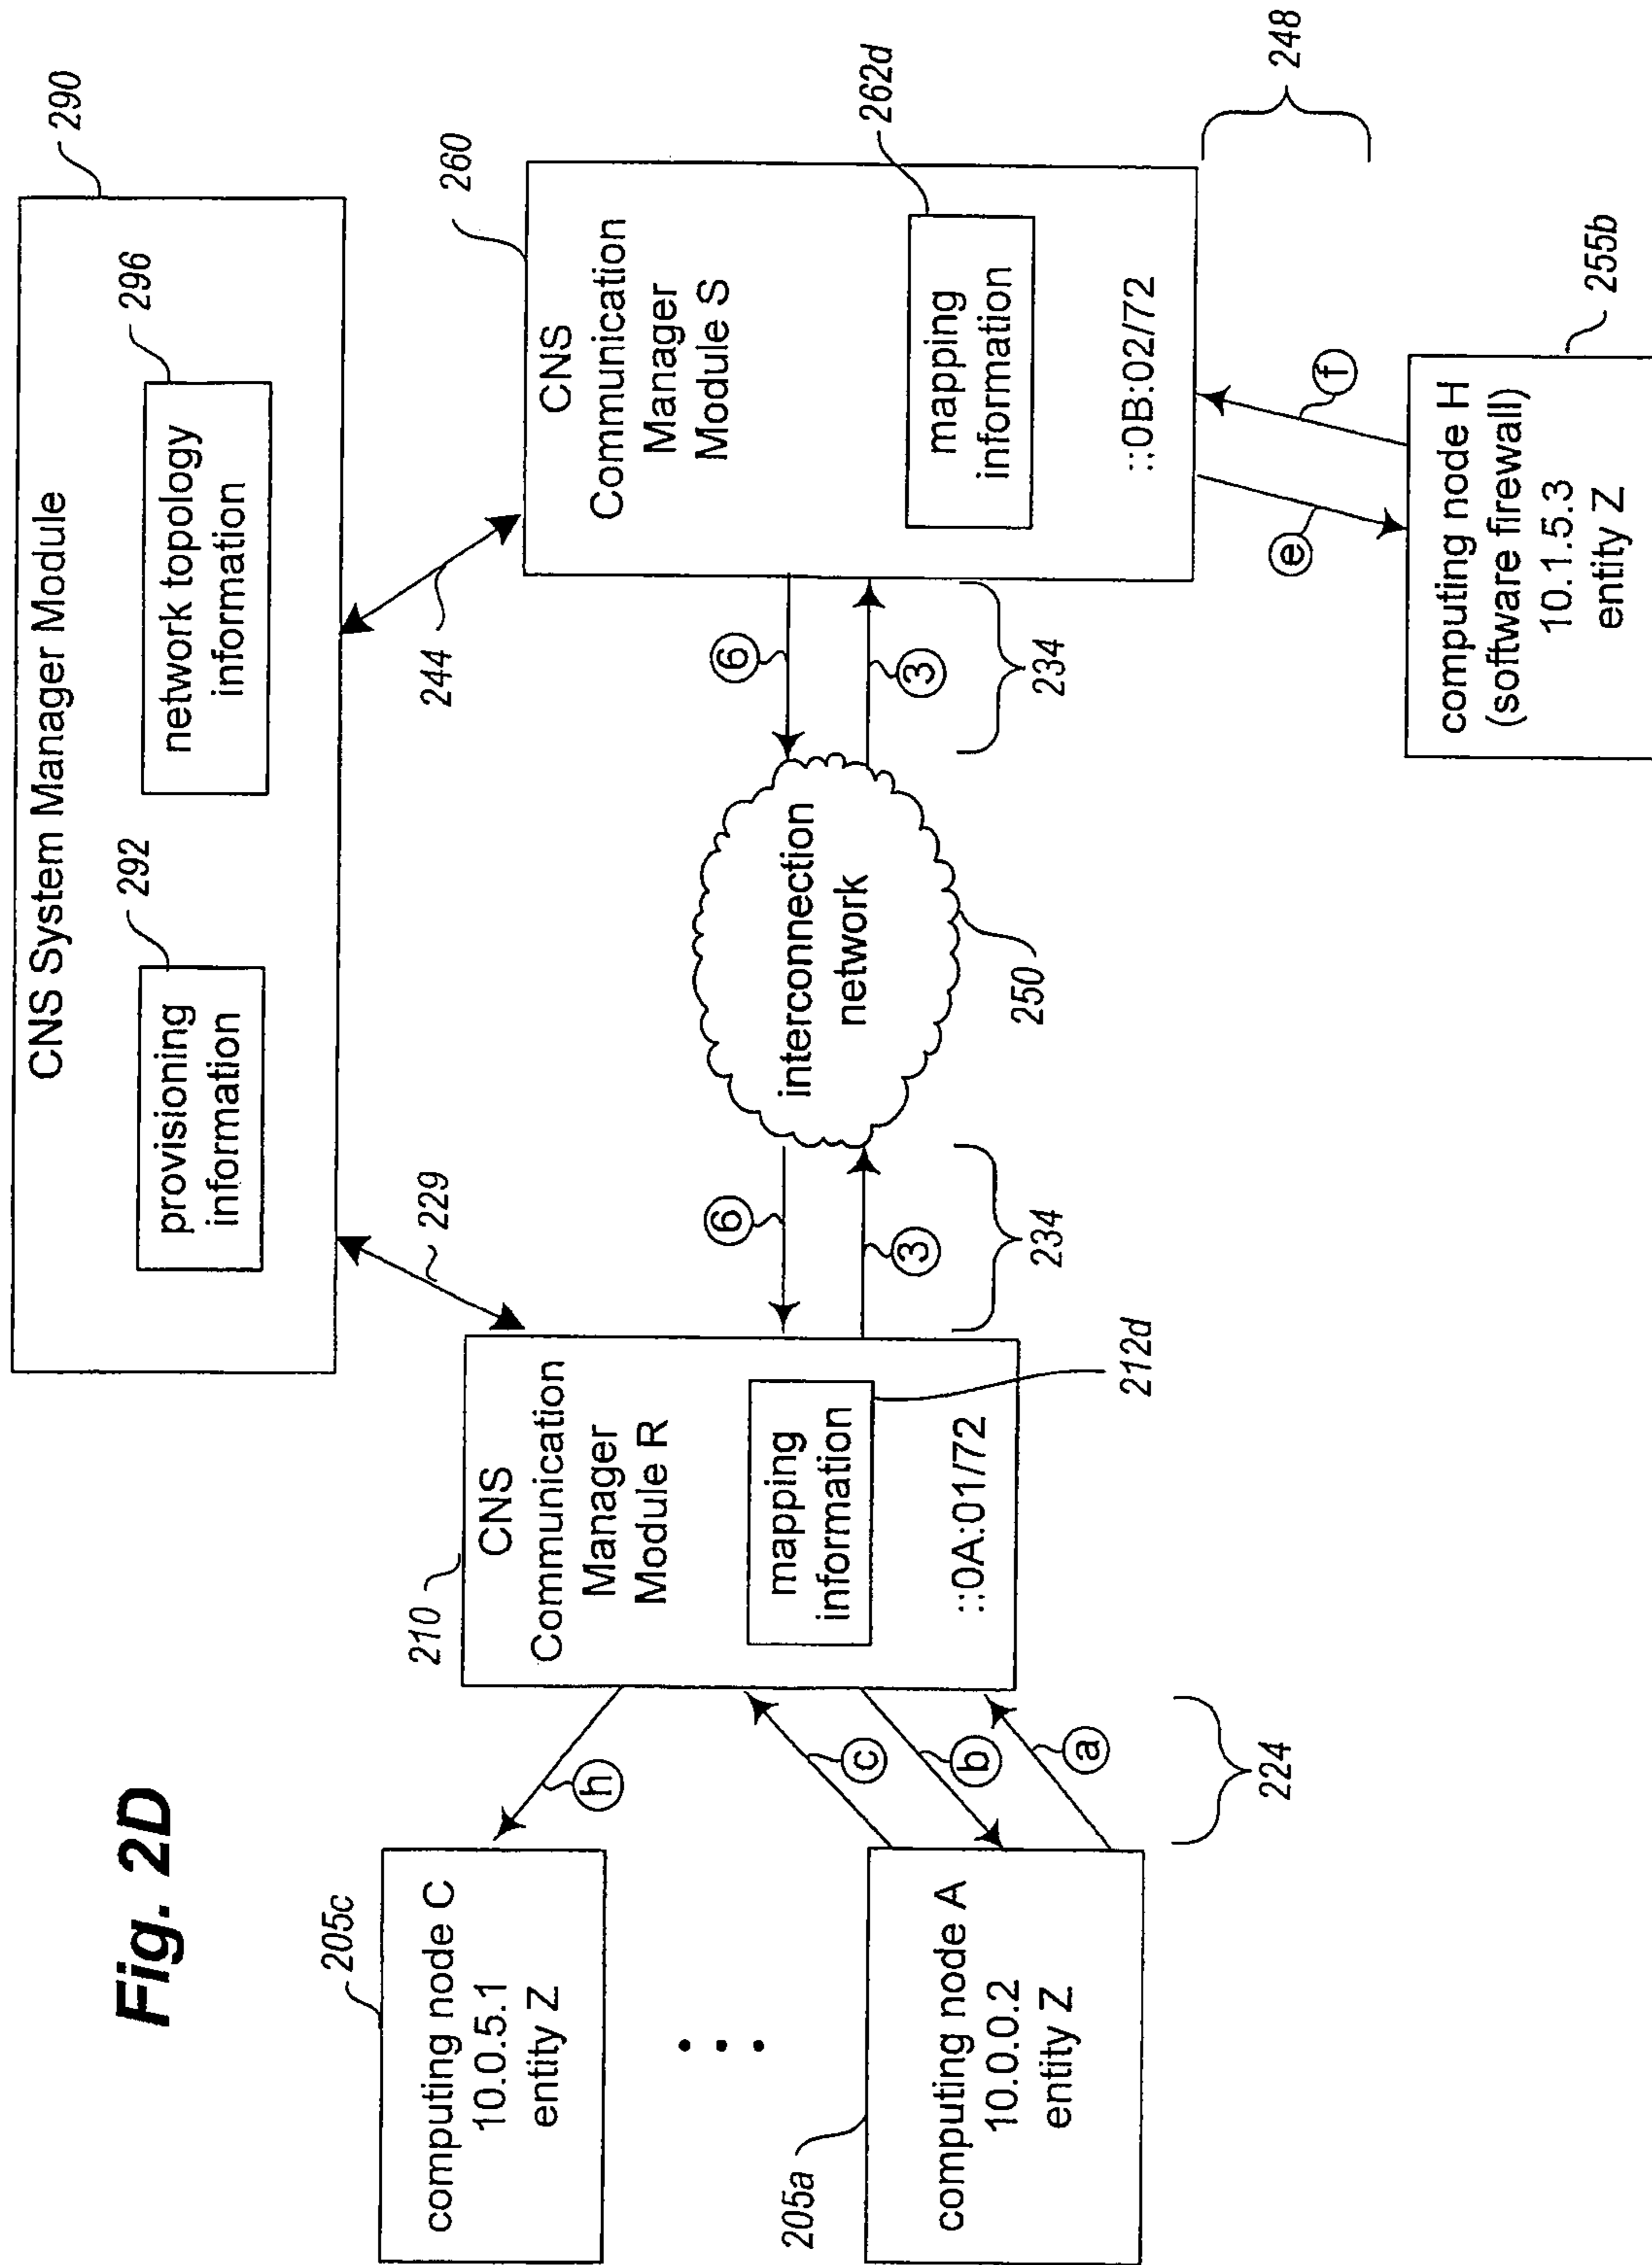 Fig. 2D
290
CNS System Manager Module
292
provisioning
information
296
network topology
information
229
244
210
CNS
Communication
Manager
Module R
mapping
information
212d
::0A:01/72
260
CNS
Communication
Manager
Module S
mapping
information
262d
::0B:02/72
205c
computing node C
10.0.5.1
entity Z
205a
computing node A
10.0.0.2
entity Z
h
c
b
a
224
6
3
234
interconnection
network
250
6
3
234
e
f
248
computing node H
(software firewall)
10.1.5.3
entity Z
255b